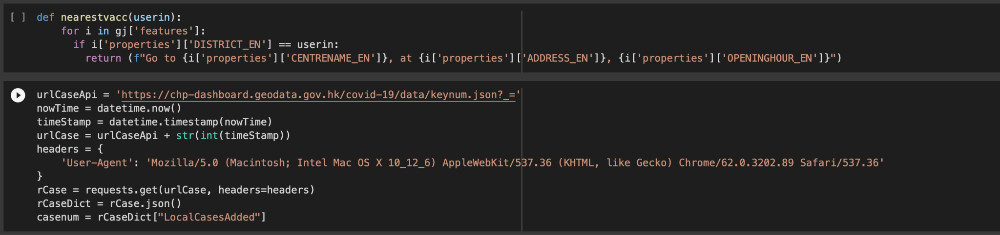 [ ] def nearestvacc(userin):
for i in gj['features']:
if i['properties']['DISTRICT_EN'] == userin:
return (f"Go to {i['properties']['CENTRENAME_EN']}, at {i['properties']['ADDRESS_EN']}, {i['properties']['OPENINGHOUR_EN']}")
urlCaseApi = 'https://chp-dashboard.geodata.gov.hk/covid-19/data/keynum.json?_='
nowTime = datetime.now()
timeStamp = datetime.timestamp(nowTime)
urlCase = urlCaseApi + str(int(timeStamp))
headers = {
'User-Agent': 'Mozilla/5.0 (Macintosh; Intel Mac OS X 10_12_6) AppleWebKit/537.36 (KHTML, like Gecko) Chrome/62.0.3202.89 Safari/537.36'
}
rCase = requests.get(urlCase, headers=headers)
rCaseDict = rCase.json()
casenum = rCaseDict["LocalCasesAdded"]